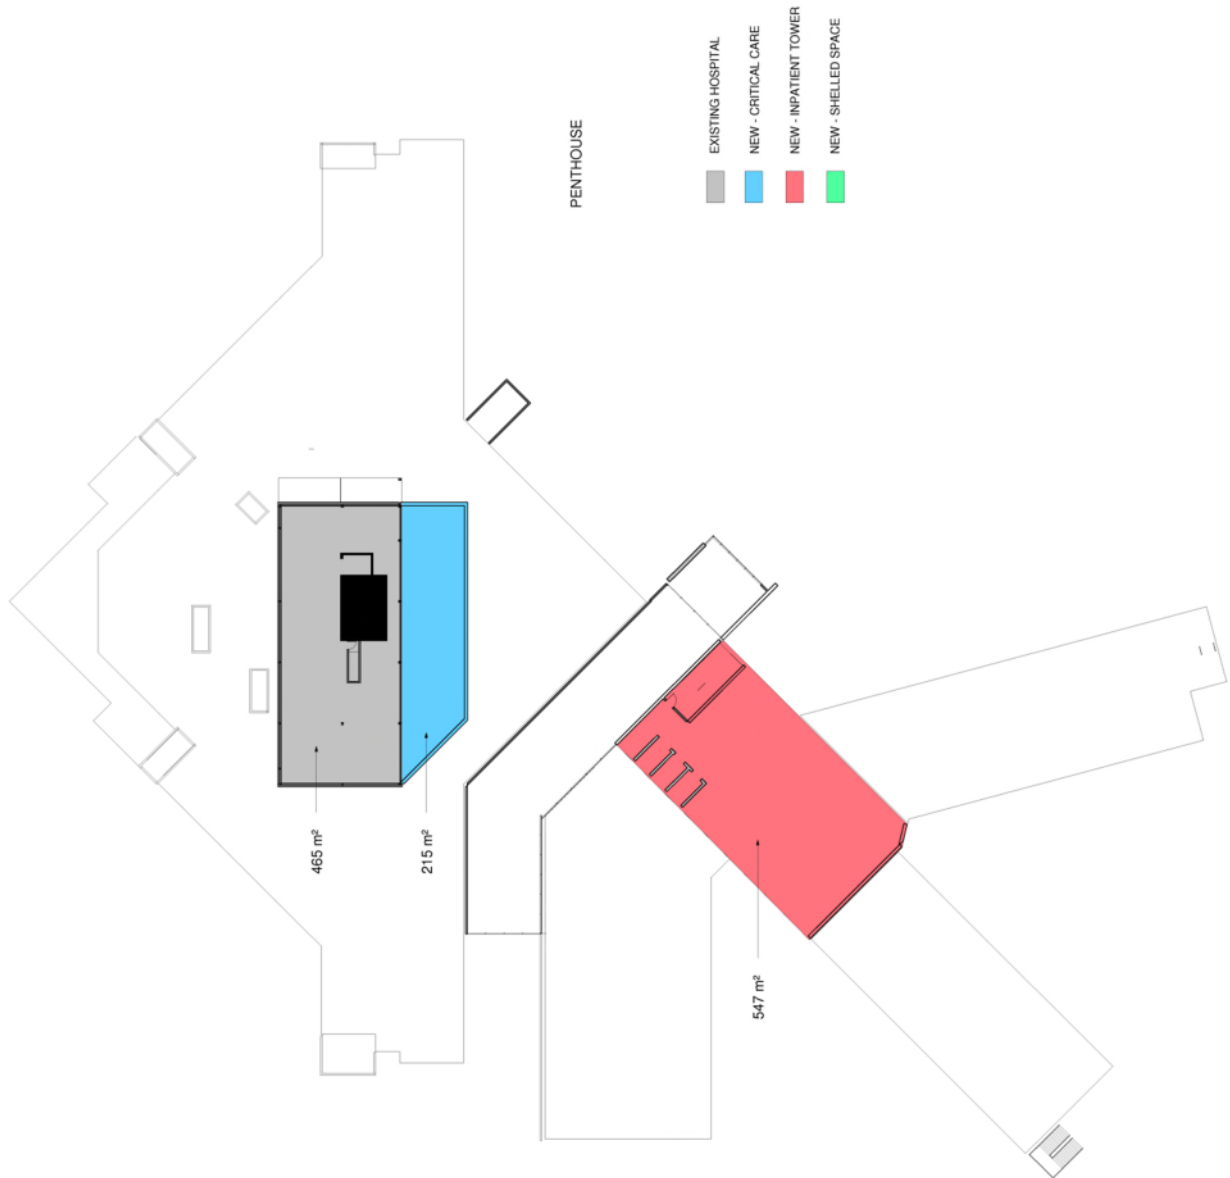 PENTHOUSE
EXISTING HOSPITAL
NEW - CRITICAL CARE
NEW - INPATIENT TOWER
NEW - SHELLED SPACE
465 m²
215 m²
547 m²